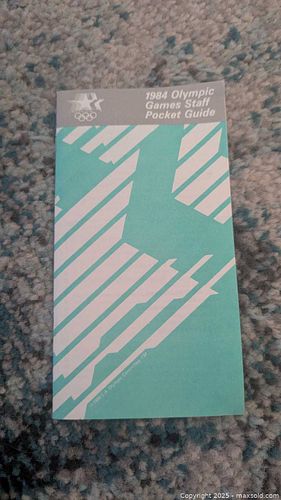 1984 Olympic
Games Staff
Pocket Guide
Copyright 2025 - maxsold.com